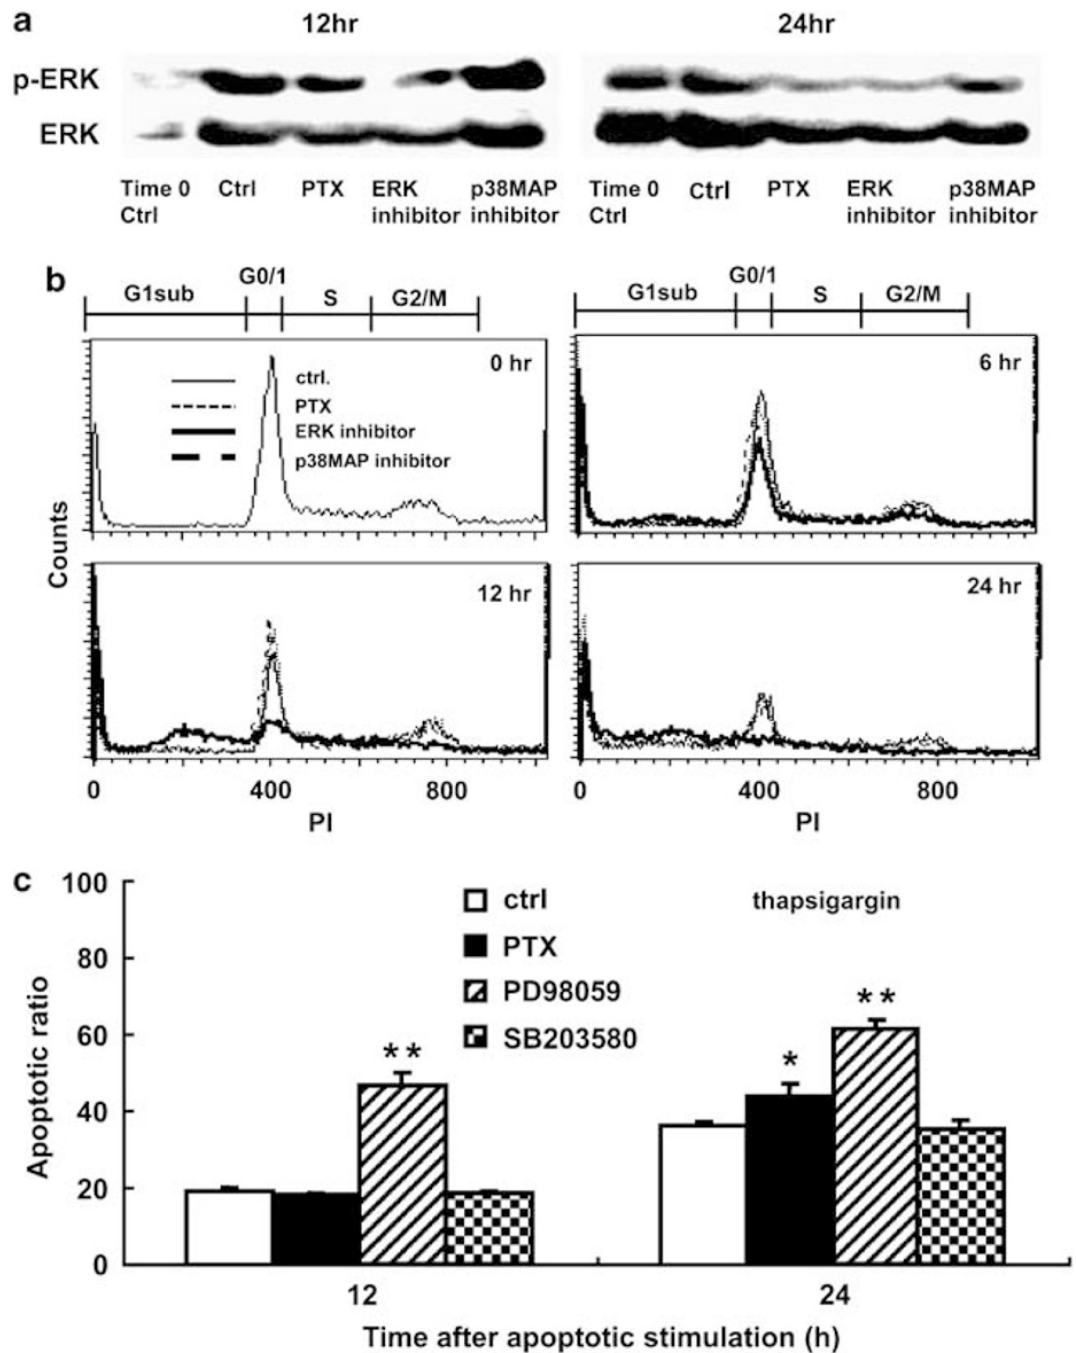 a
12hr
24hr
p-ERK
ERK
Time 0 Ctrl
Ctrl
PTX
ERK inhibitor
p38MAP inhibitor
Time 0 Ctrl
Ctrl
PTX
ERK inhibitor
p38MAP inhibitor
b
G1sub
G0/1
S
G2/M
G1sub
G0/1
S
G2/M
0 hr
ctrl.
PTX
ERK inhibitor
p38MAP inhibitor
6 hr
Counts
12 hr
24 hr
0 400 800
PI
0 400 800
PI
c
100
80
60
40
20
0
Apoptotic ratio
ctrl
PTX
PD98059
SB203580
thapsigargin
**
*
**
12
24
Time after apoptotic stimulation (h)